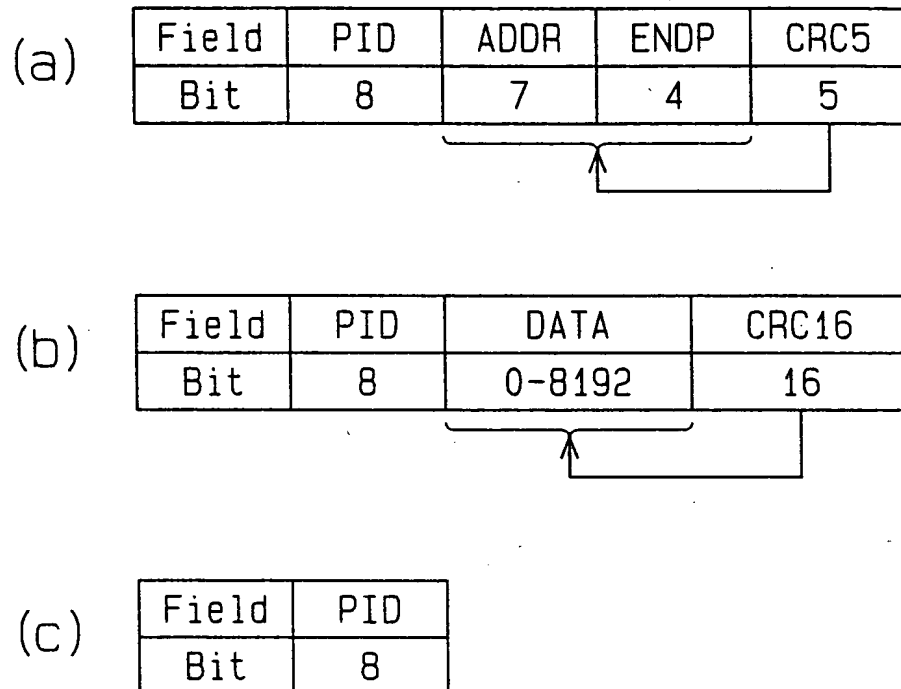 (a)
Field PID ADDR ENDP CRC5
Bit 8 7 4 5
(b)
Field PID DATA CRC16
Bit 8 0-8192 16
(c)
Field PID
Bit 8